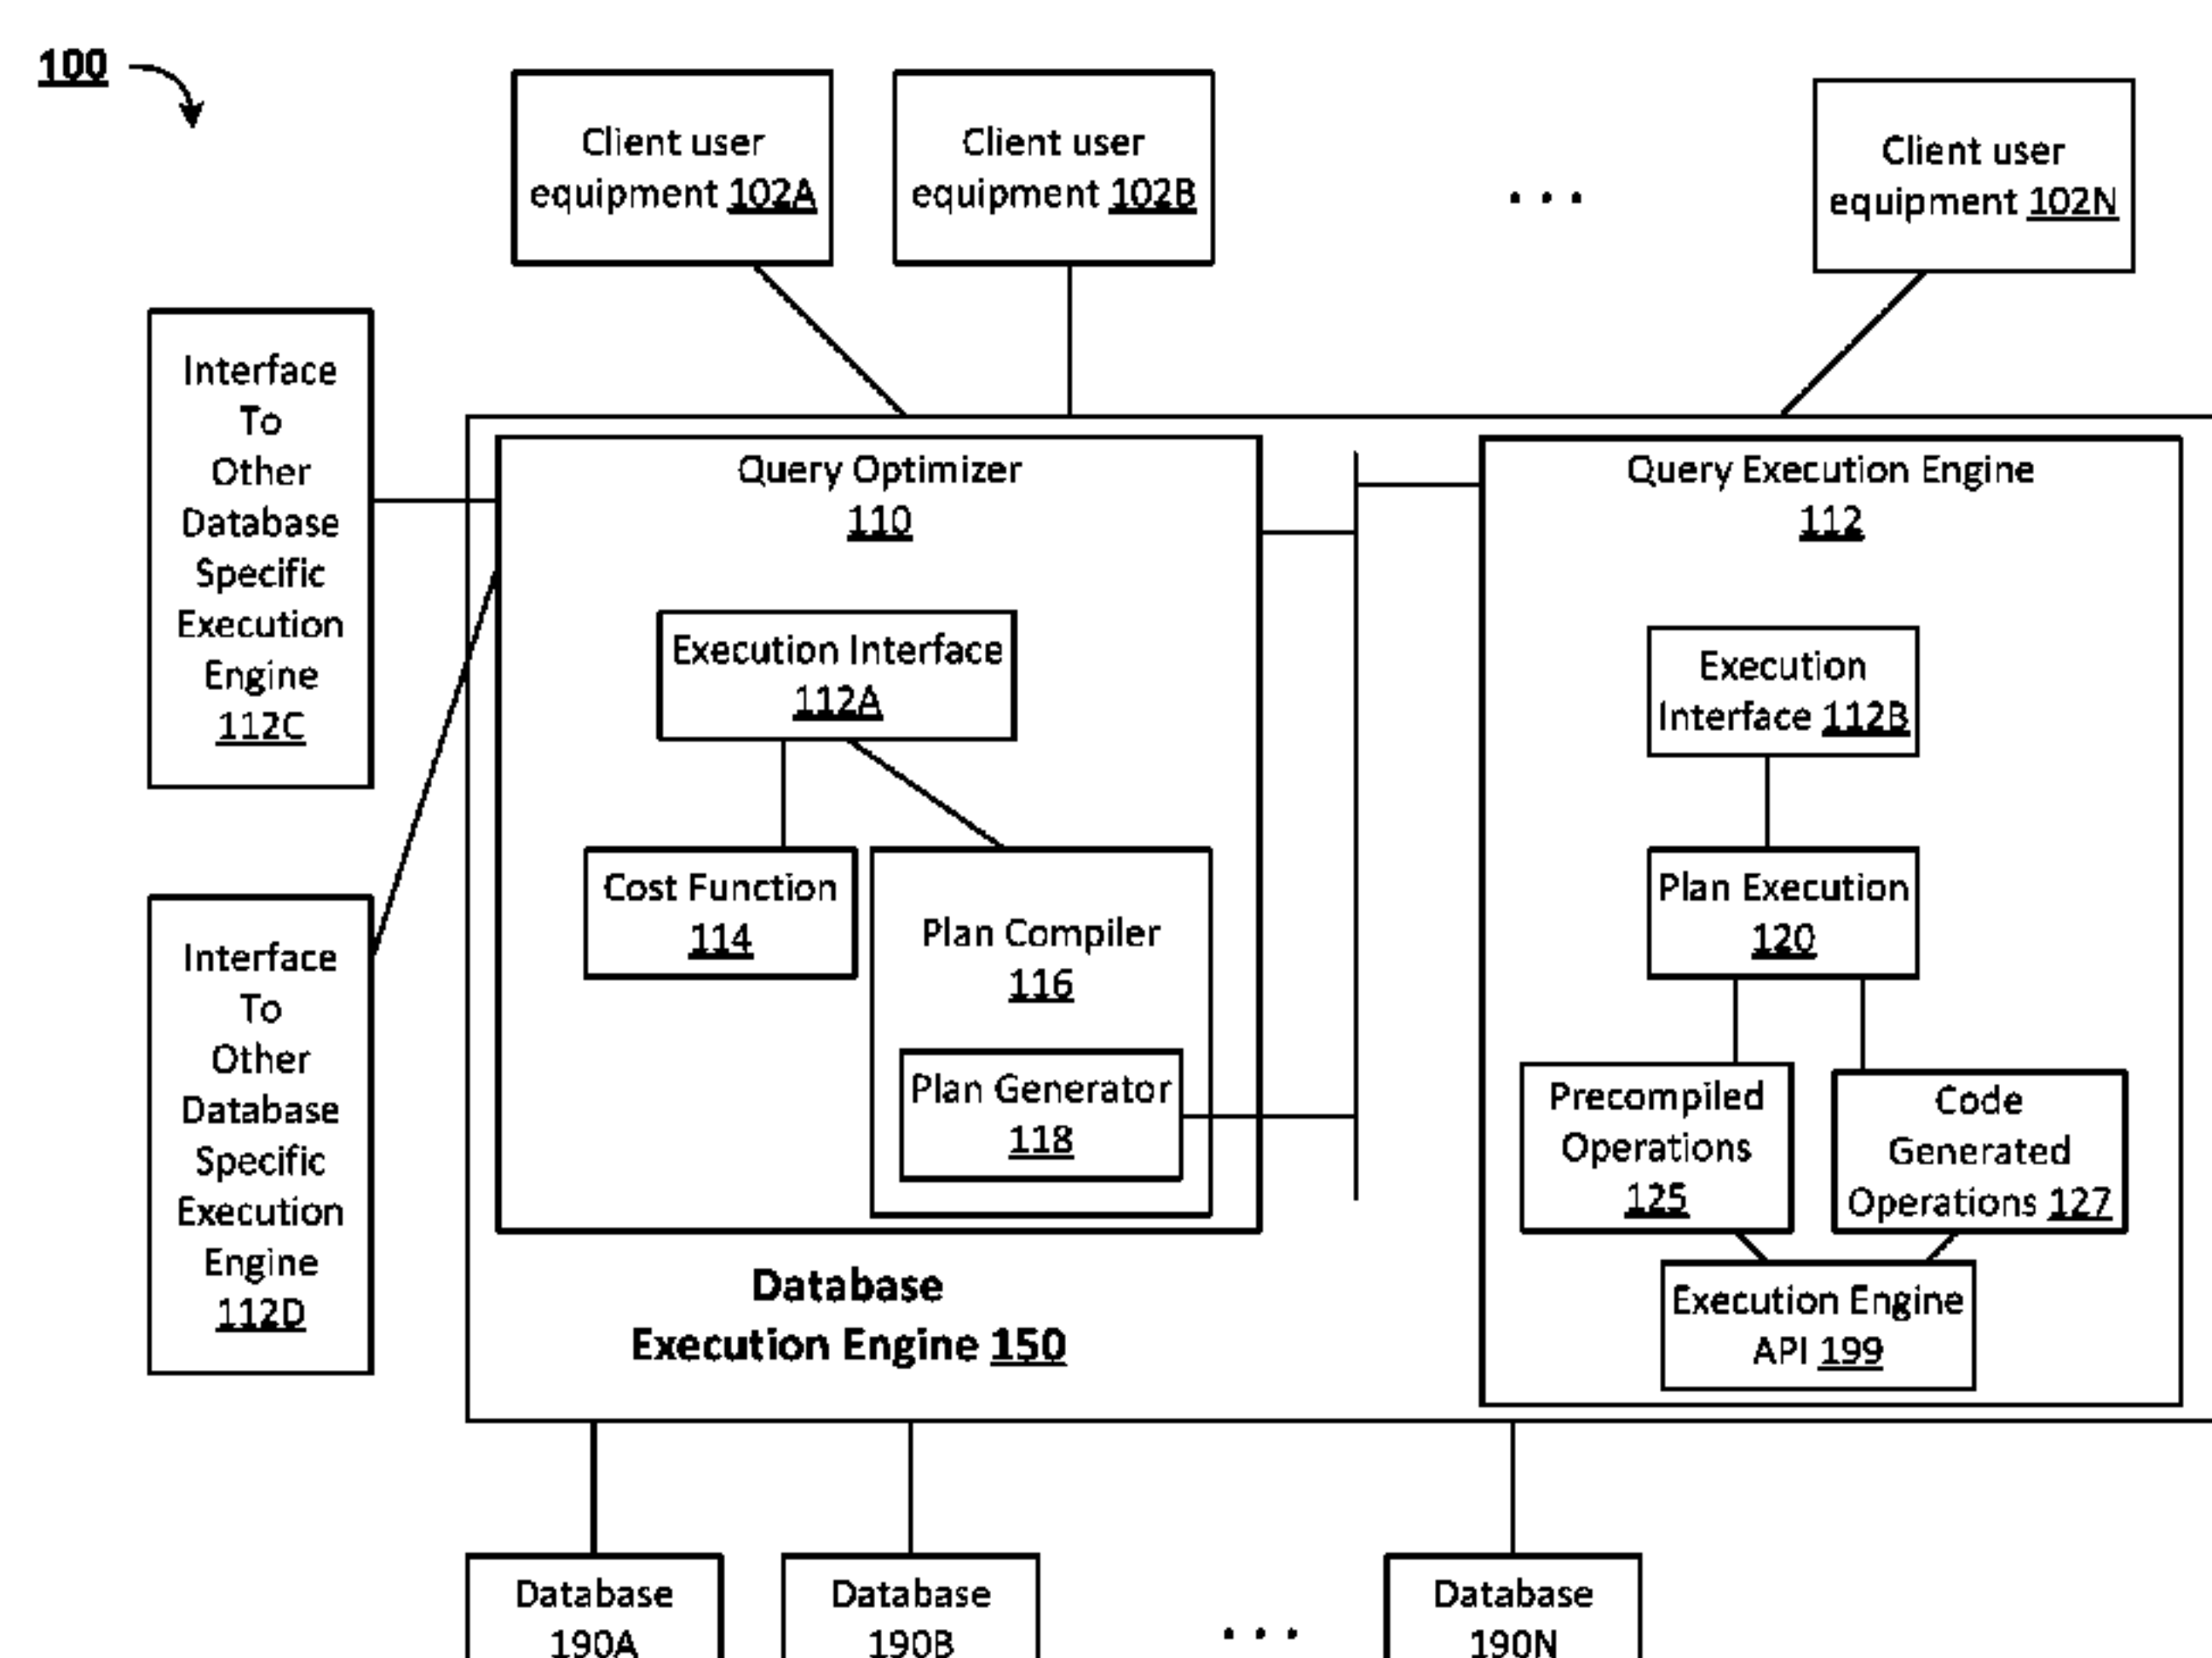 100
Client user
equipment 102A
Client user
equipment 102B
. . .
Client user
equipment 102N
Interface
To
Other
Database
Specific
Execution
Engine
112C
Interface
To
Other
Database
Specific
Execution
Engine
112D
Query Optimizer
110
Execution Interface
112A
Cost Function
114
Plan Compiler
116
Plan Generator
118
Database
Execution Engine 150
Query Execution Engine
112
Execution
Interface 112B
Plan Execution
120
Precompiled
Operations
125
Code
Generated
Operations 127
Execution Engine
API 199
Database
190A
Database
190B
. . .
Database
190N